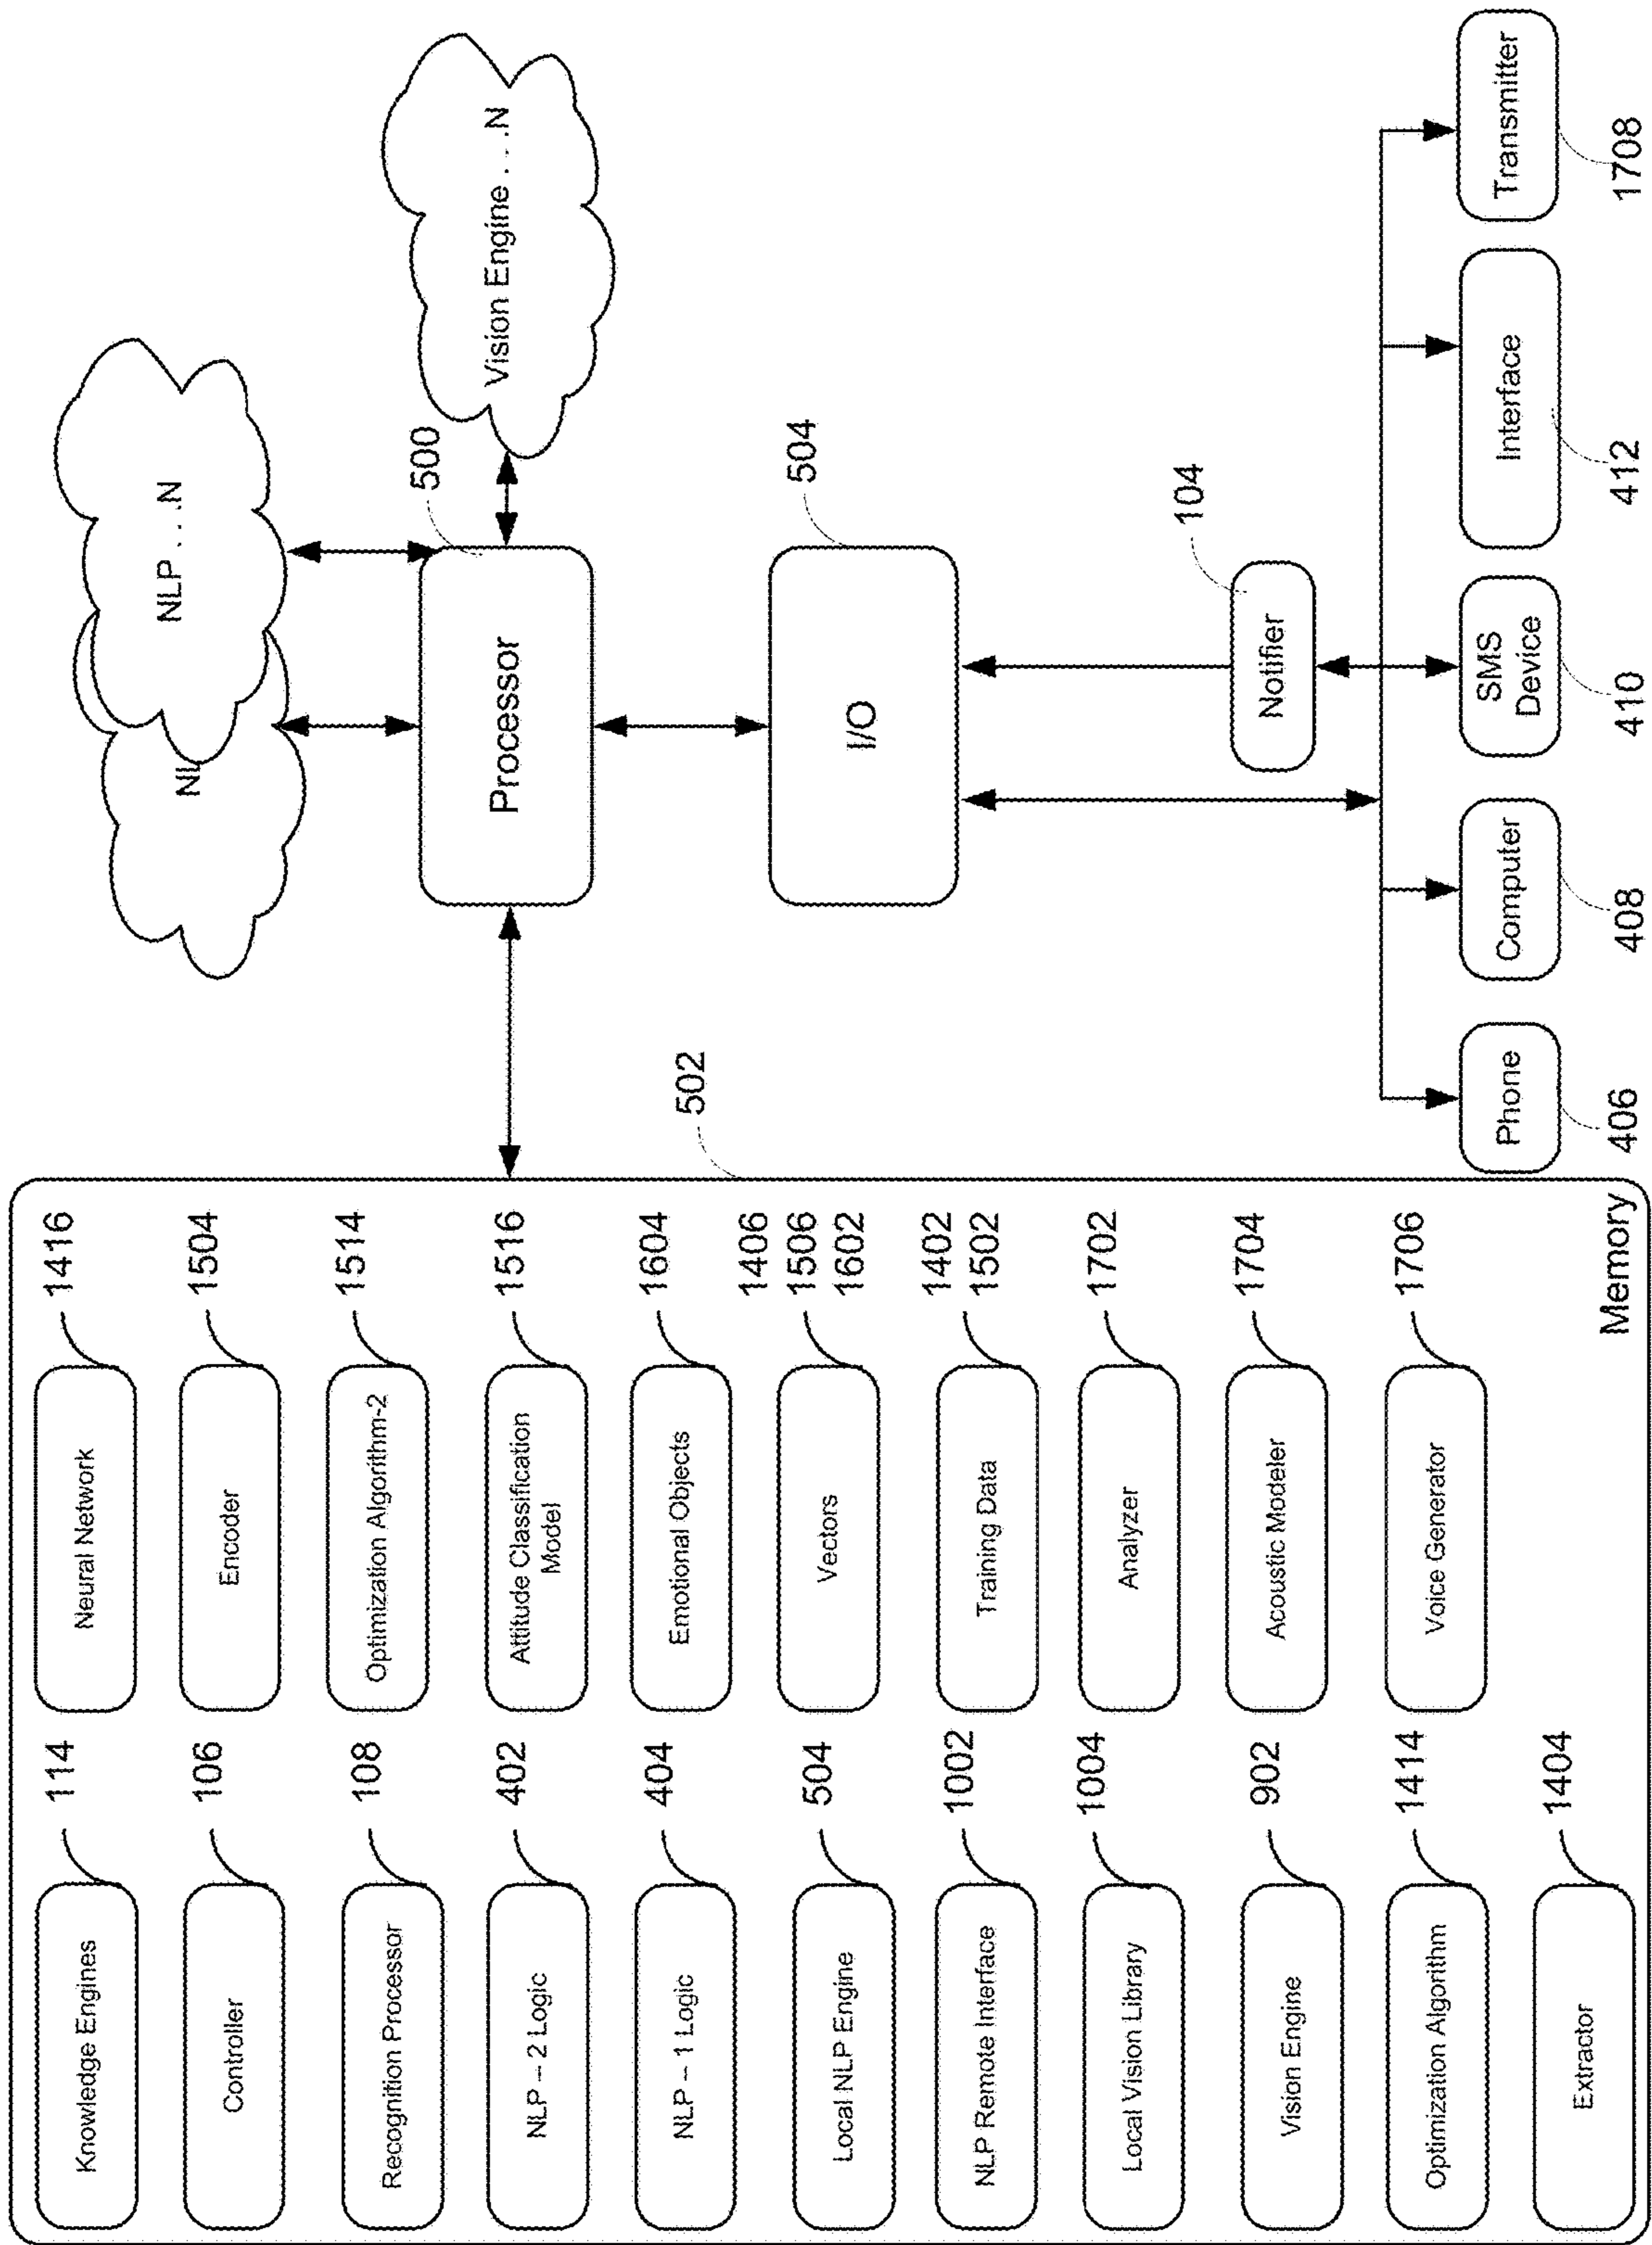 Knowledge Engines
114
Controller
106
Recognition Processor
108
NLP – 2 Logic
402
NLP – 1 Logic
404
Local NLP Engine
504
NLP Remote Interface
1002
Local Vision Library
1004
Vision Engine
902
Optimization Algorithm
1414
Extractor
1404
Neural Network
1416
Encoder
1504
Optimization Algorithm-2
1514
Attitude Classification
Model
1516
Emotional Objects
1604
Vectors
1406
1506
1602
Training Data
1402
1502
Analyzer
1702
Acoustic Modeler
1704
Voice Generator
1706
Memory
502
NL
NLP . . .N
Vision Engine . . .N
Processor
500
I/O
504
Notifier
104
Phone
406
Computer
408
SMS
Device
410
Interface
412
Transmitter
1708